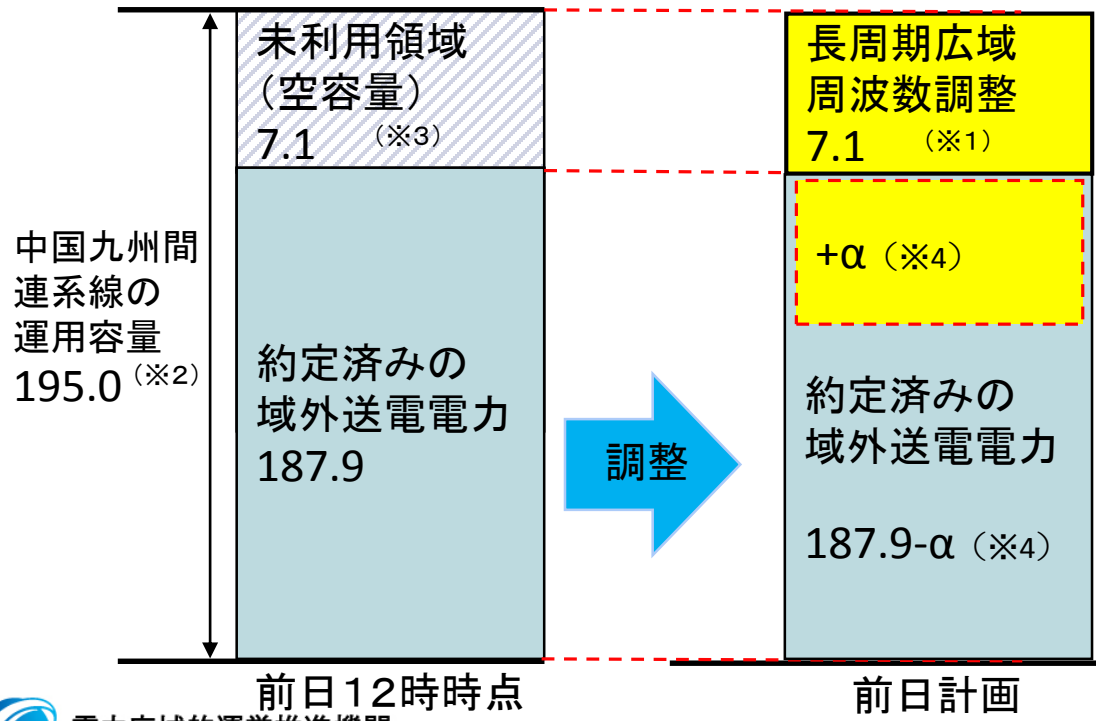 未利用領域
(空容量)
7.1 (※3)
中国九州間
連系線の
運用容量
195.0(※2)
約定済みの
域外送電電力
187.9
前日12時時点
調整
長周期広域
周波数調整
7.1 (※1)
+α(※4)
約定済みの
域外送電電力
187.9-α(※4)
前日計画